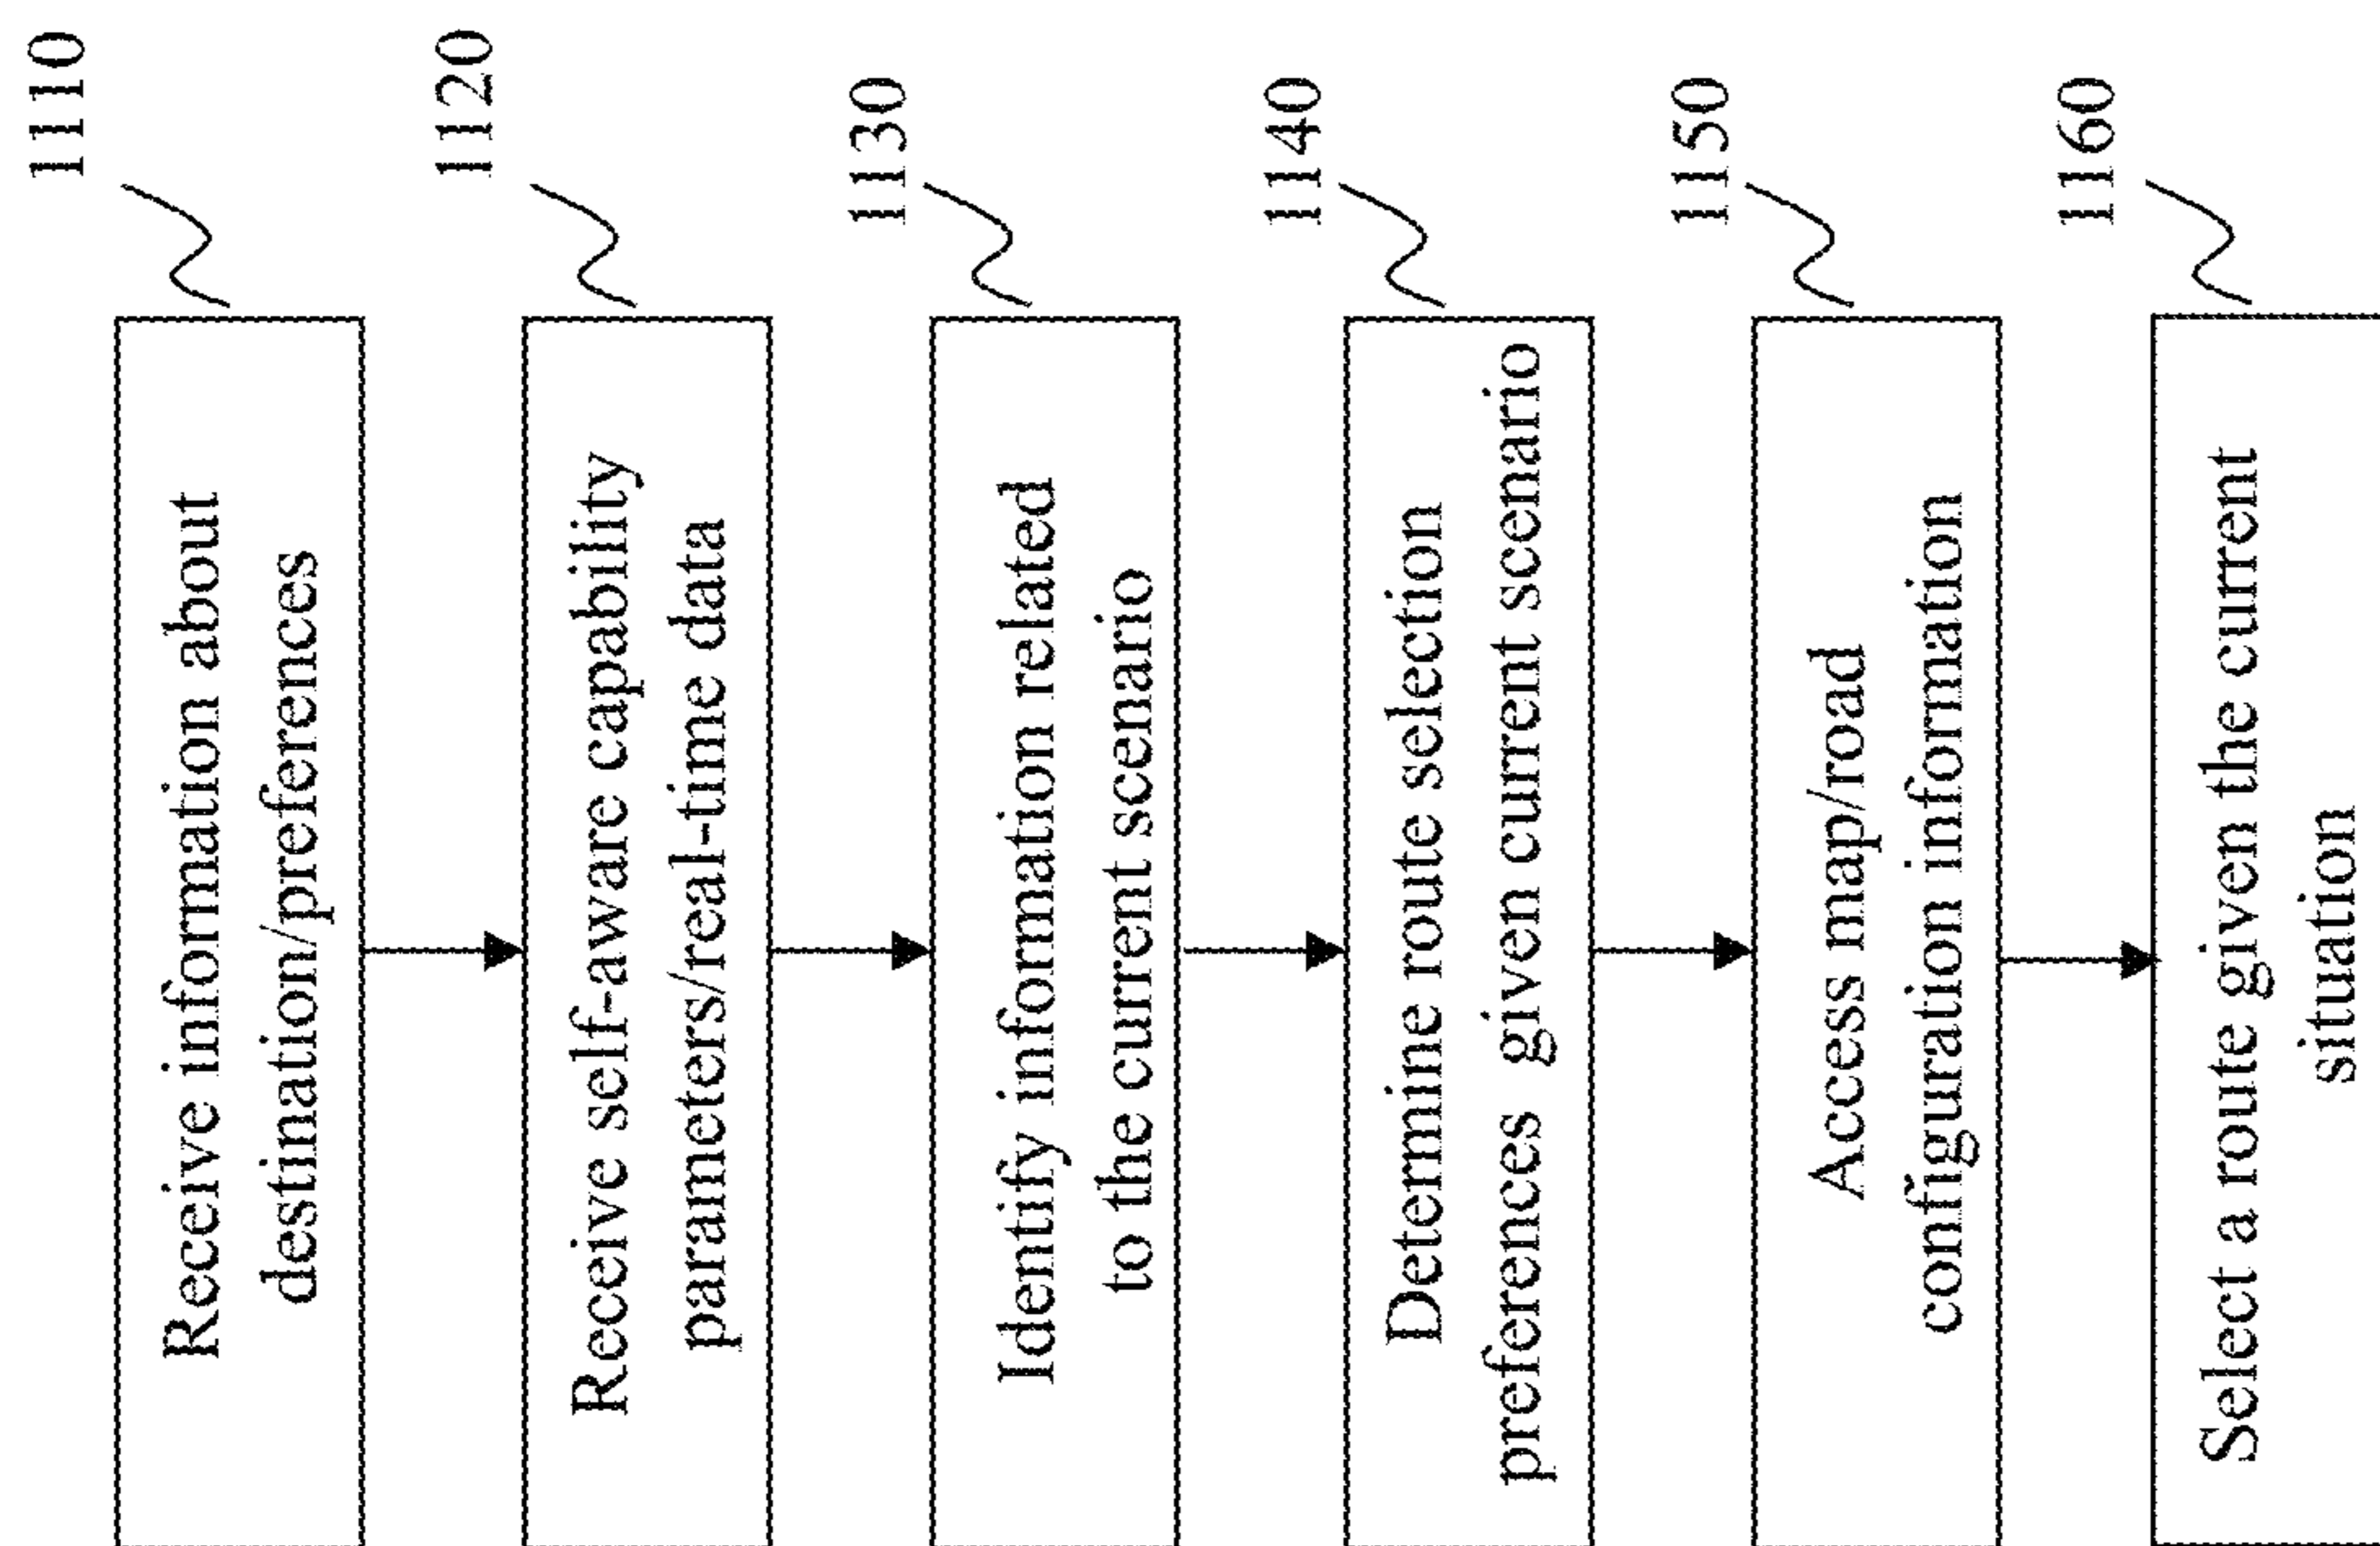 1110
Receive information about
destination/preferences
1120
Receive self-aware capability
parameters/real-time data
1130
Identify information related
to the current scenario
1140
Determine route selection
preferences given current scenario
1150
Access map/road
configuration information
1160
Select a route given the current
situation